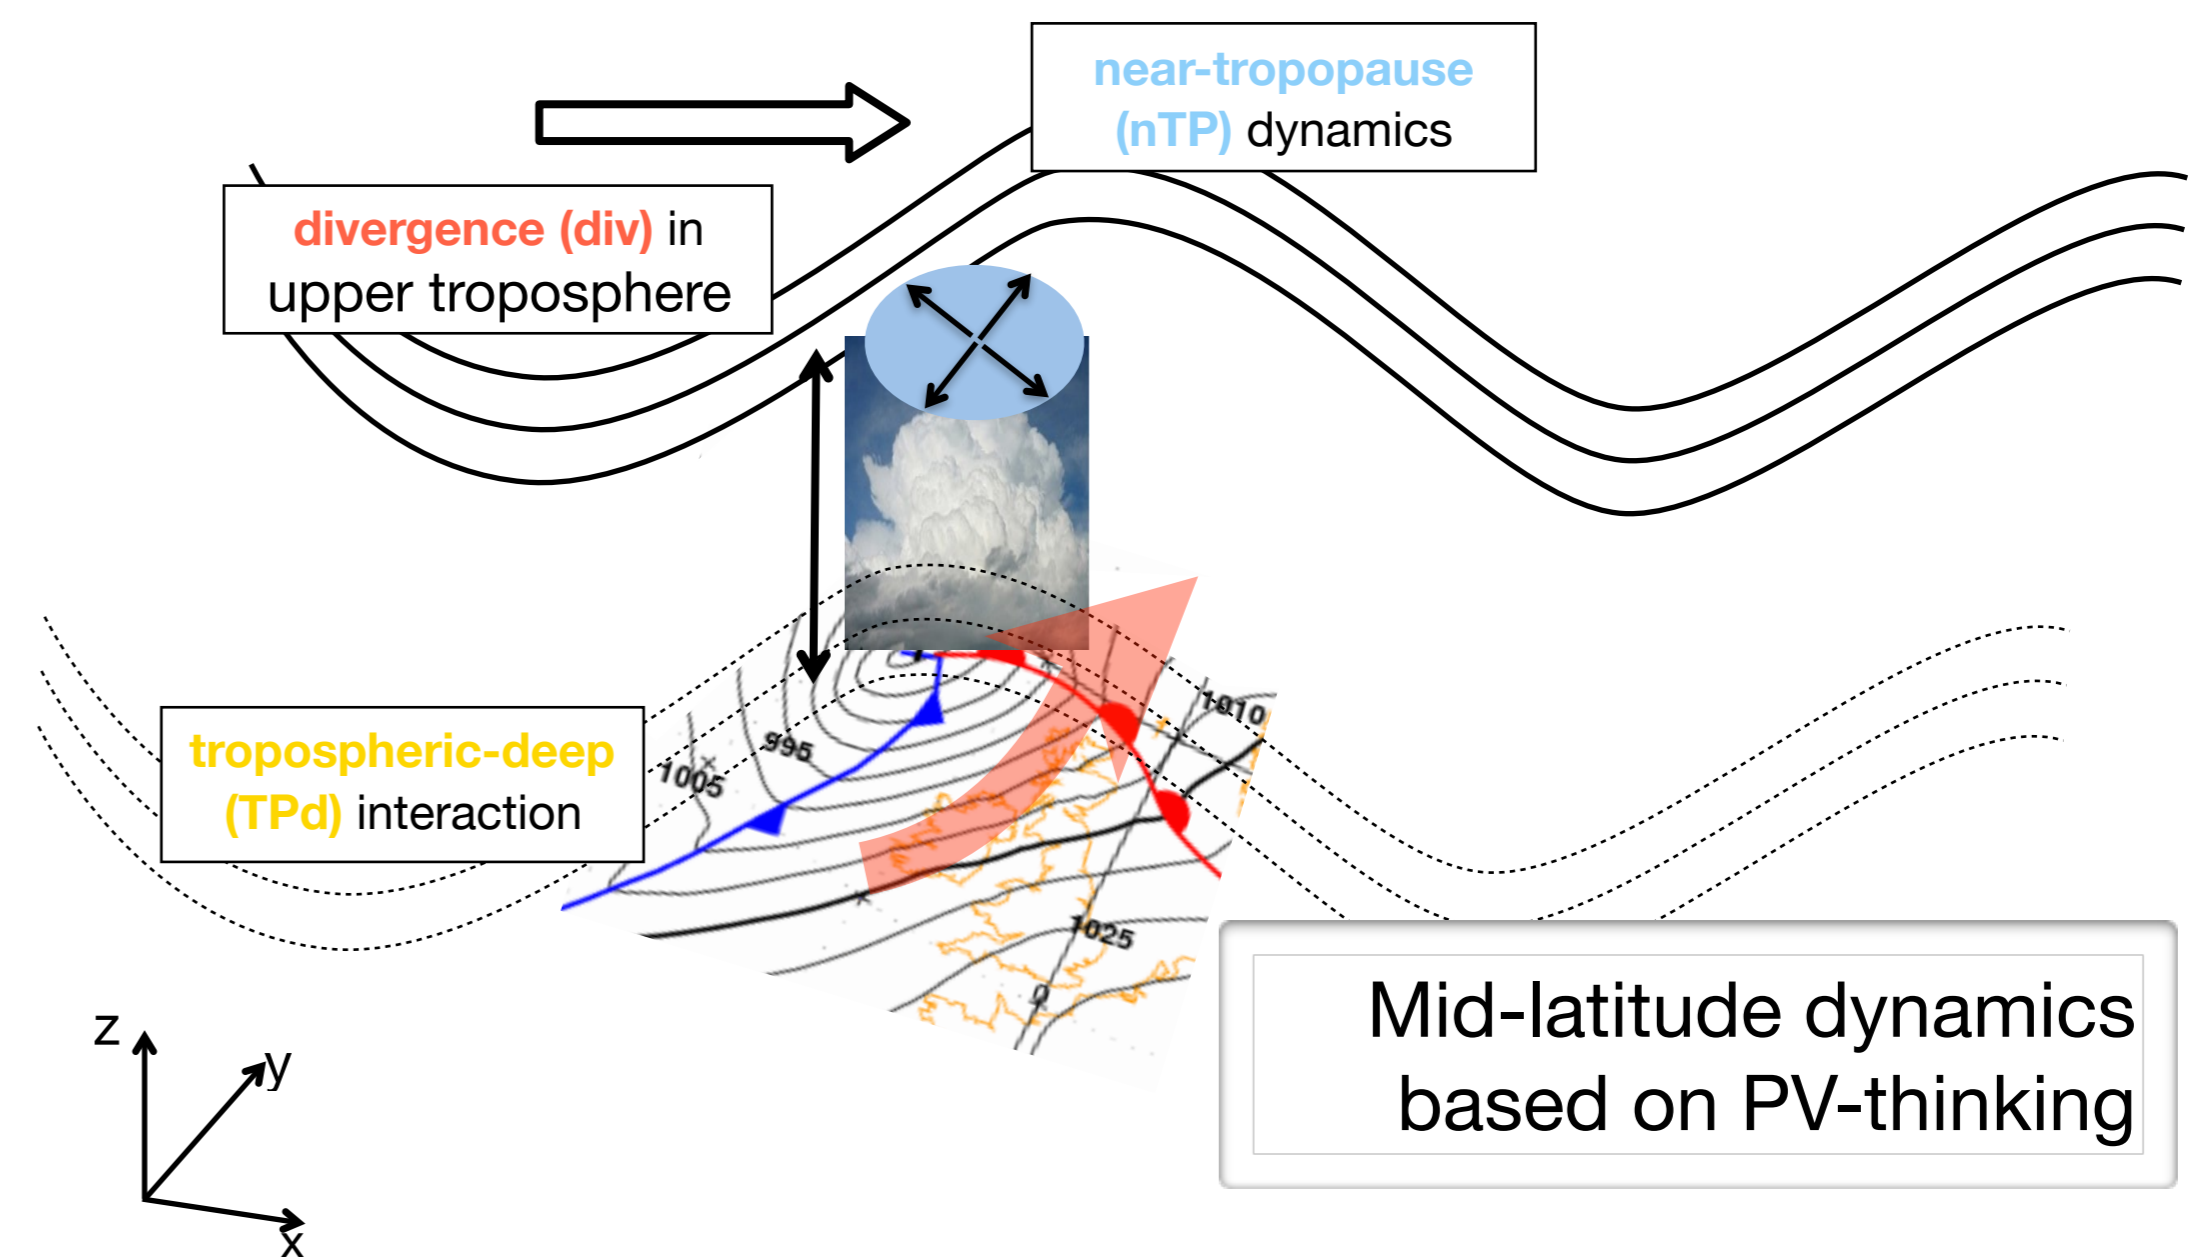 near-tropopause
(nTP) dynamics
divergence (div) in
upper troposphere
tropospheric-deep
(TPd) interaction
995
1005
1010
1025
0
z
y
x
Mid-latitude dynamics
based on PV-thinking